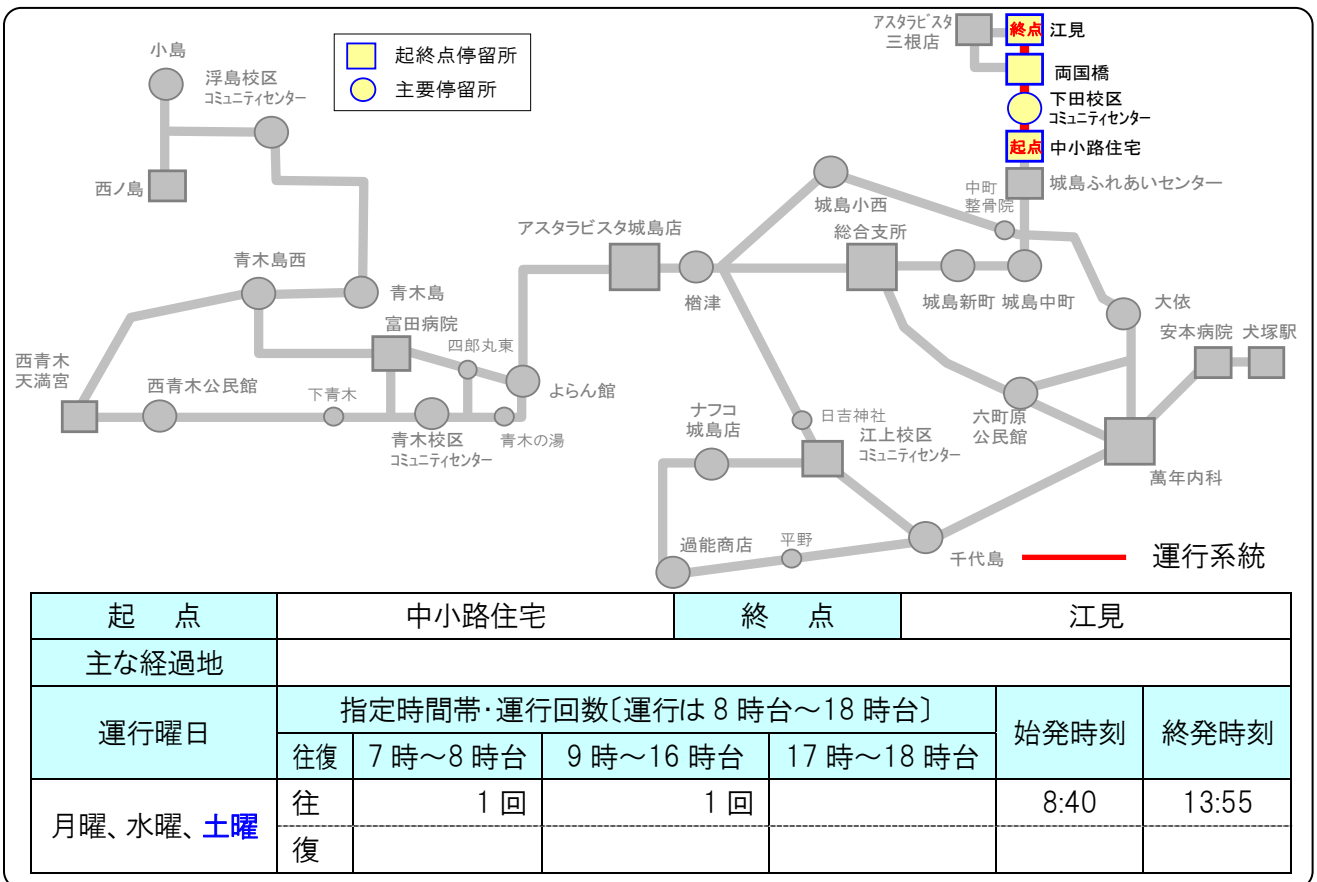 アスタラビスタ
三根店
終点 江見
両国橋
下田校区
コミュニティセンター
起点 中小路住宅
城島ふれあいセンター
起終点停留所
主要停留所
小島
浮島校区
コミュニティセンター
西ノ島
中町
整骨院
城島小西
アスタラビスタ城島店
総合支所
青木島西
青木島
楢津
城島新町 城島中町
大依
富田病院
四郎丸東
安本病院 犬塚駅
西青木
天満宮
西青木公民館
下青木
よらん館
青木校区
コミュニティセンター
青木の湯
ナフコ
城島店
日吉神社
江上校区
コミュニティセンター
六町原
公民館
萬年内科
過能商店
平野
千代島
運行系統
起 点 中小路住宅 終 点 江見
主な経過地
運行曜日 指定時間帯・運行回数〔運行は8時台～18時台〕 始発時刻 終発時刻
往復 7時～8時台 9時～16時台 17時～18時台
月曜、水曜、土曜 往 1回 1回 8:40 13:55
復